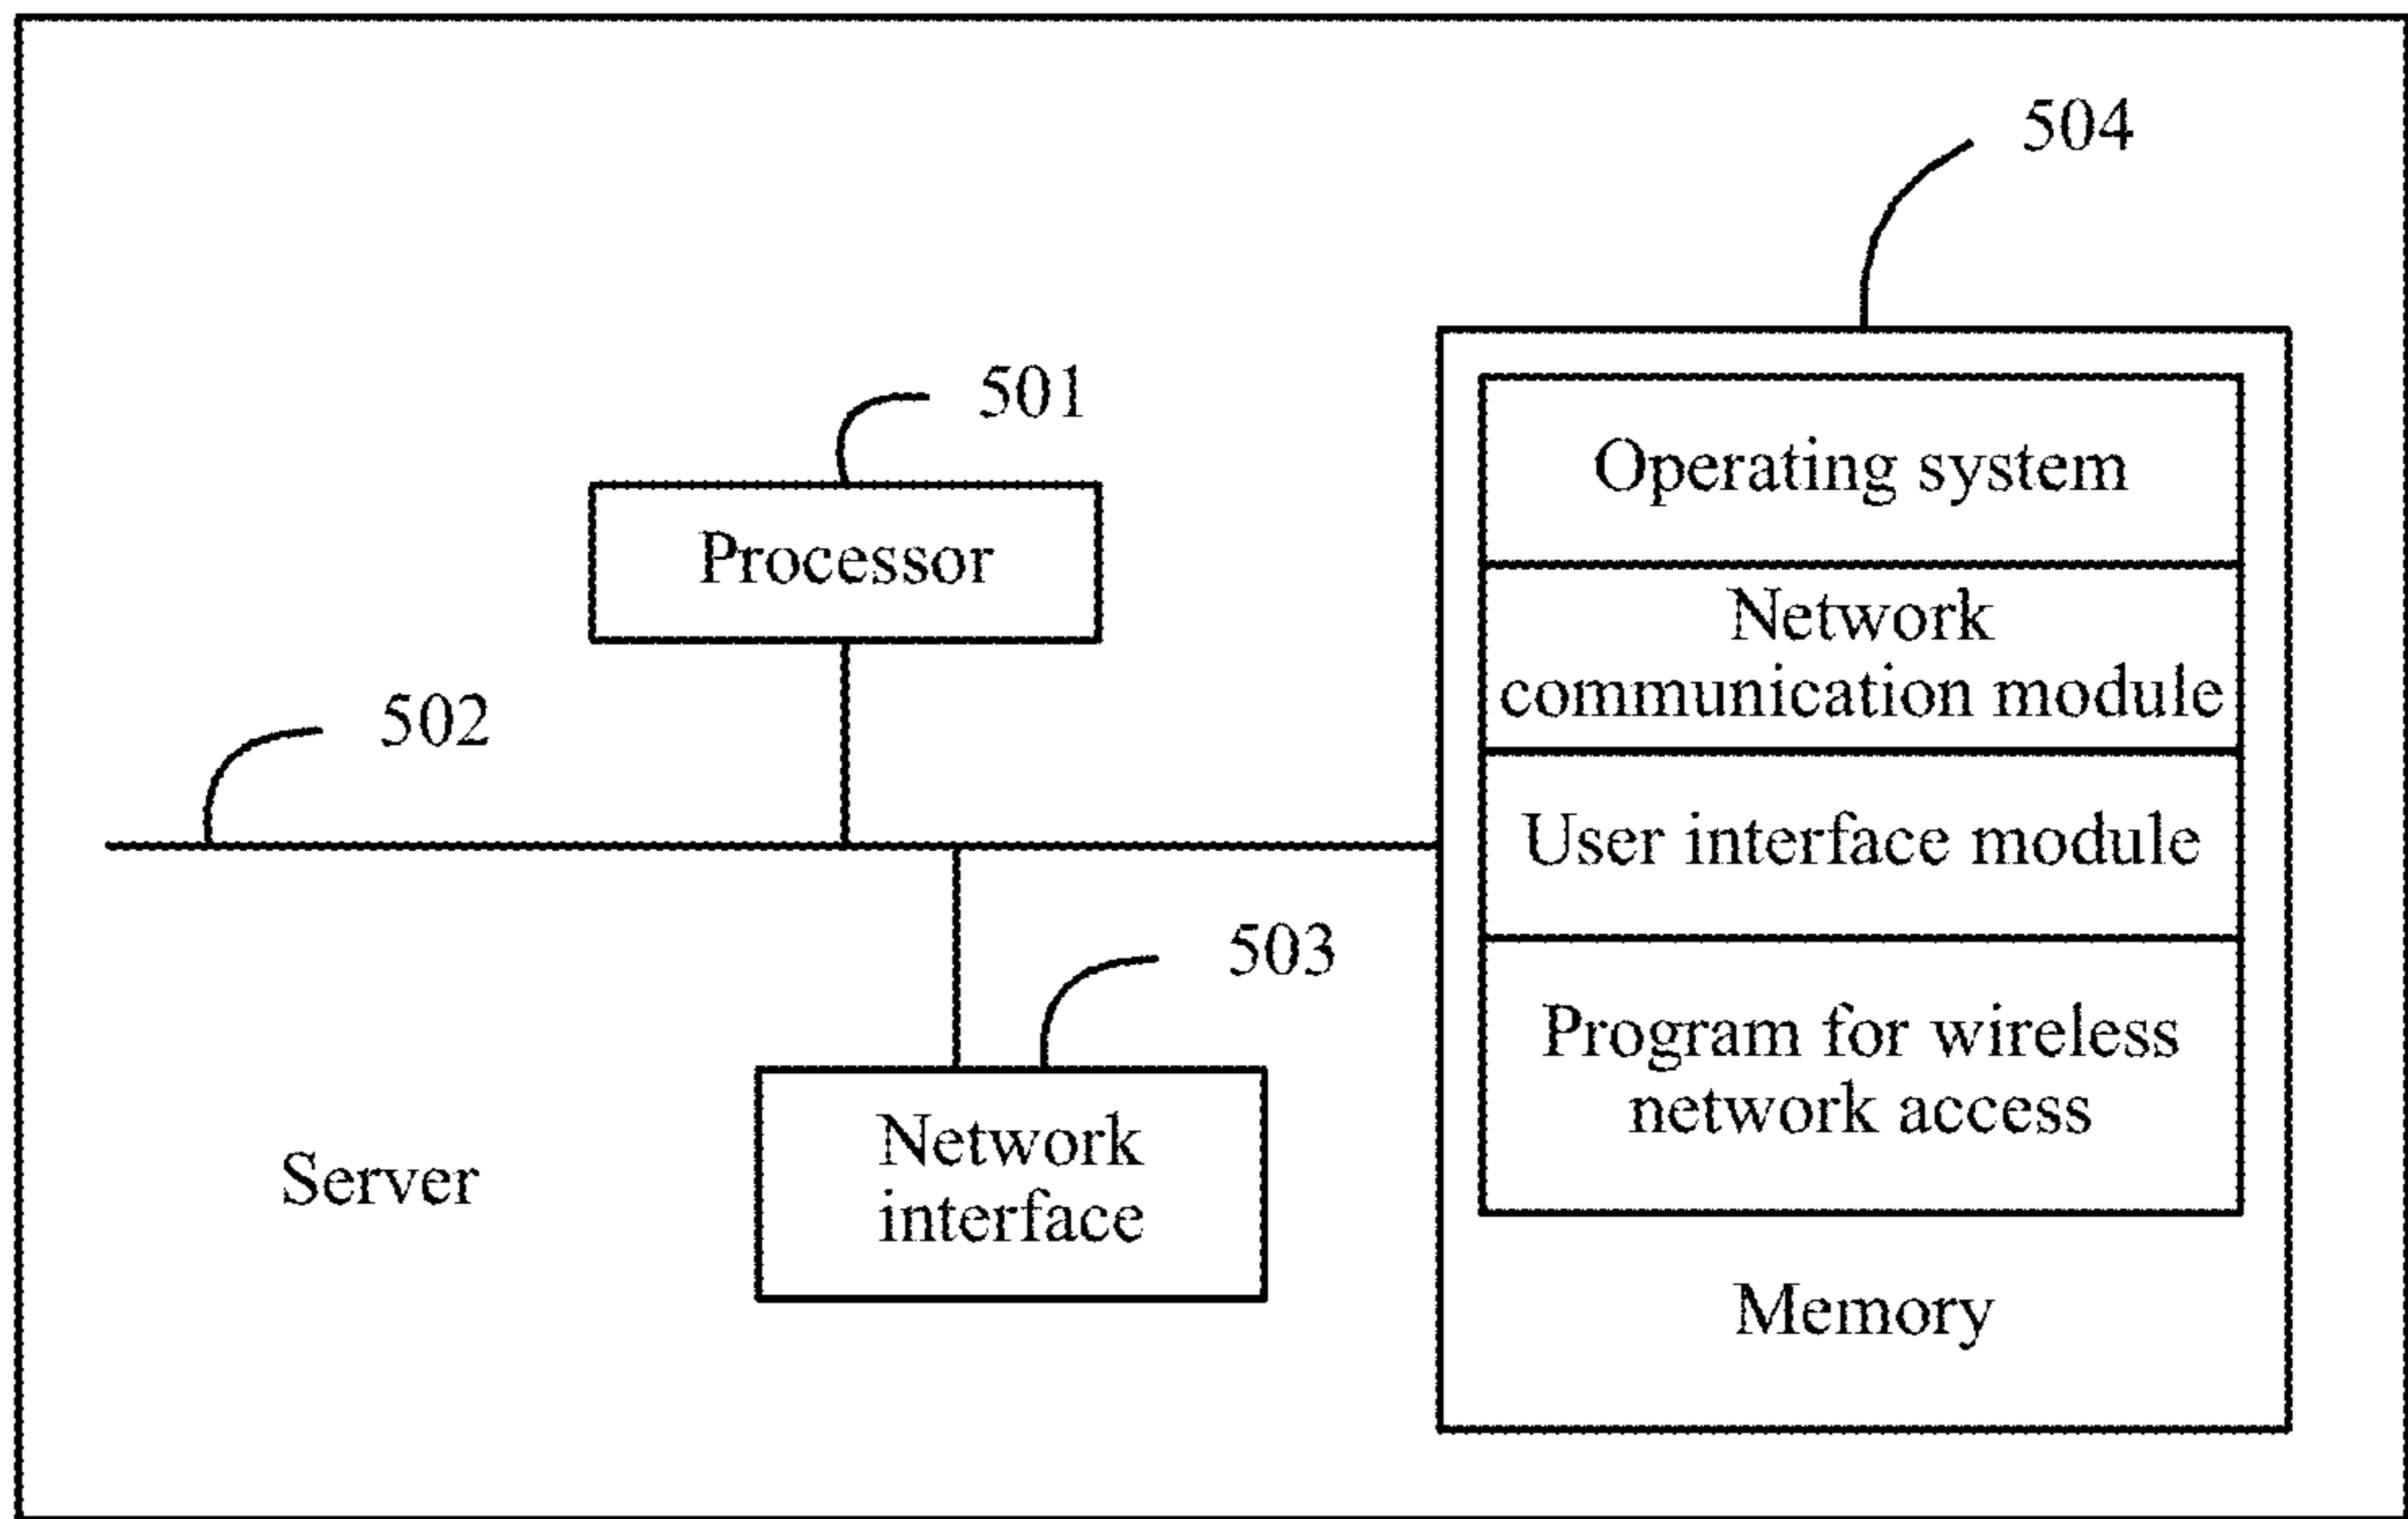 504
501
Operating system
Processor
Network
communication module
502
User interface module
503
Program for wireless
network access
Network
interface
Server
Memory